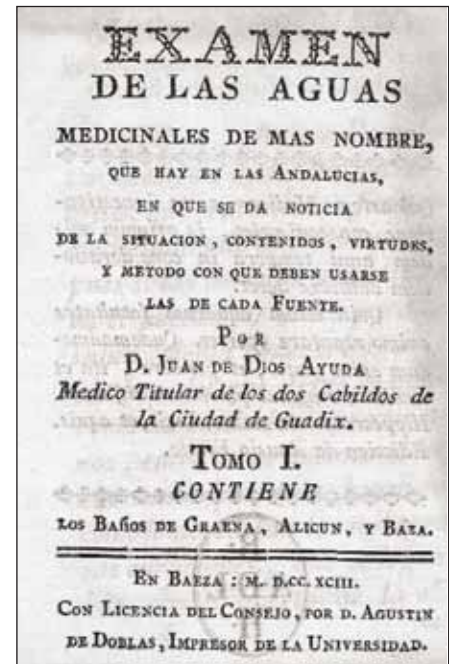 EXAMEN
DE LAS AGUAS
MEDICINALES DE MAS NOMBRE,
QUE HAY EN LAS ANDALUCIAS,
EN QUE SE DA NOTICIA
DE LA SITUACION, CONTENIDOS, VIRTUDES,
Y METODO CON QUE DEBEN USARSE
LAS DE CADA FUENTE.
POR
D. JUAN DE DIOS AYUDA
Medico Titular de los dos Cabildos de
la Ciudad de Guadix.
TOMO I.
CONTIENE
LOS BAÑOS DE GRAENA, ALICUN, Y BAZA.
EN BAEZA: M. D.CC. XCIII.
CON LICENCIA DEL CONSEJO, POR D. AGUSTIN
DE DOBLAS, IMPRESOR DE LA UNIVERSIDAD.